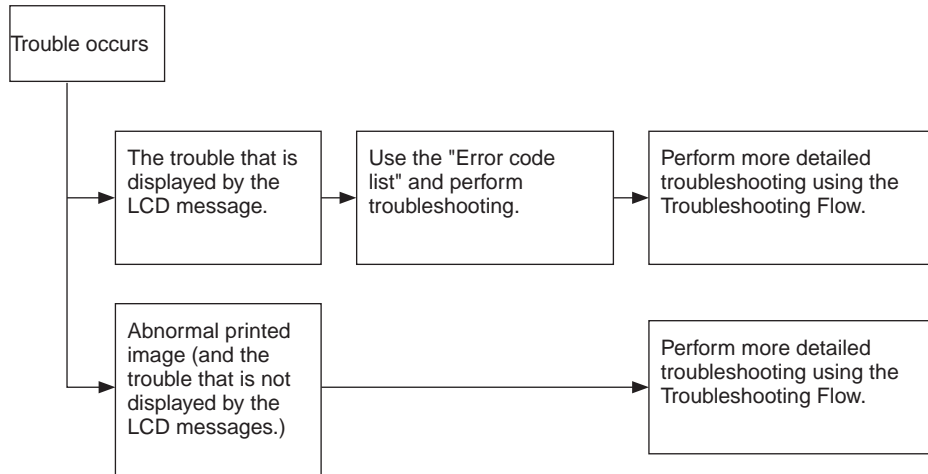 Trouble occurs
The trouble that is
displayed by the
LCD message.
Use the "Error code
list" and perform
troubleshooting.
Perform more detailed
troubleshooting using the
Troubleshooting Flow.
Abnormal printed
image (and the
trouble that is not
displayed by the
LCD messages.)
Perform more detailed
troubleshooting using the
Troubleshooting Flow.